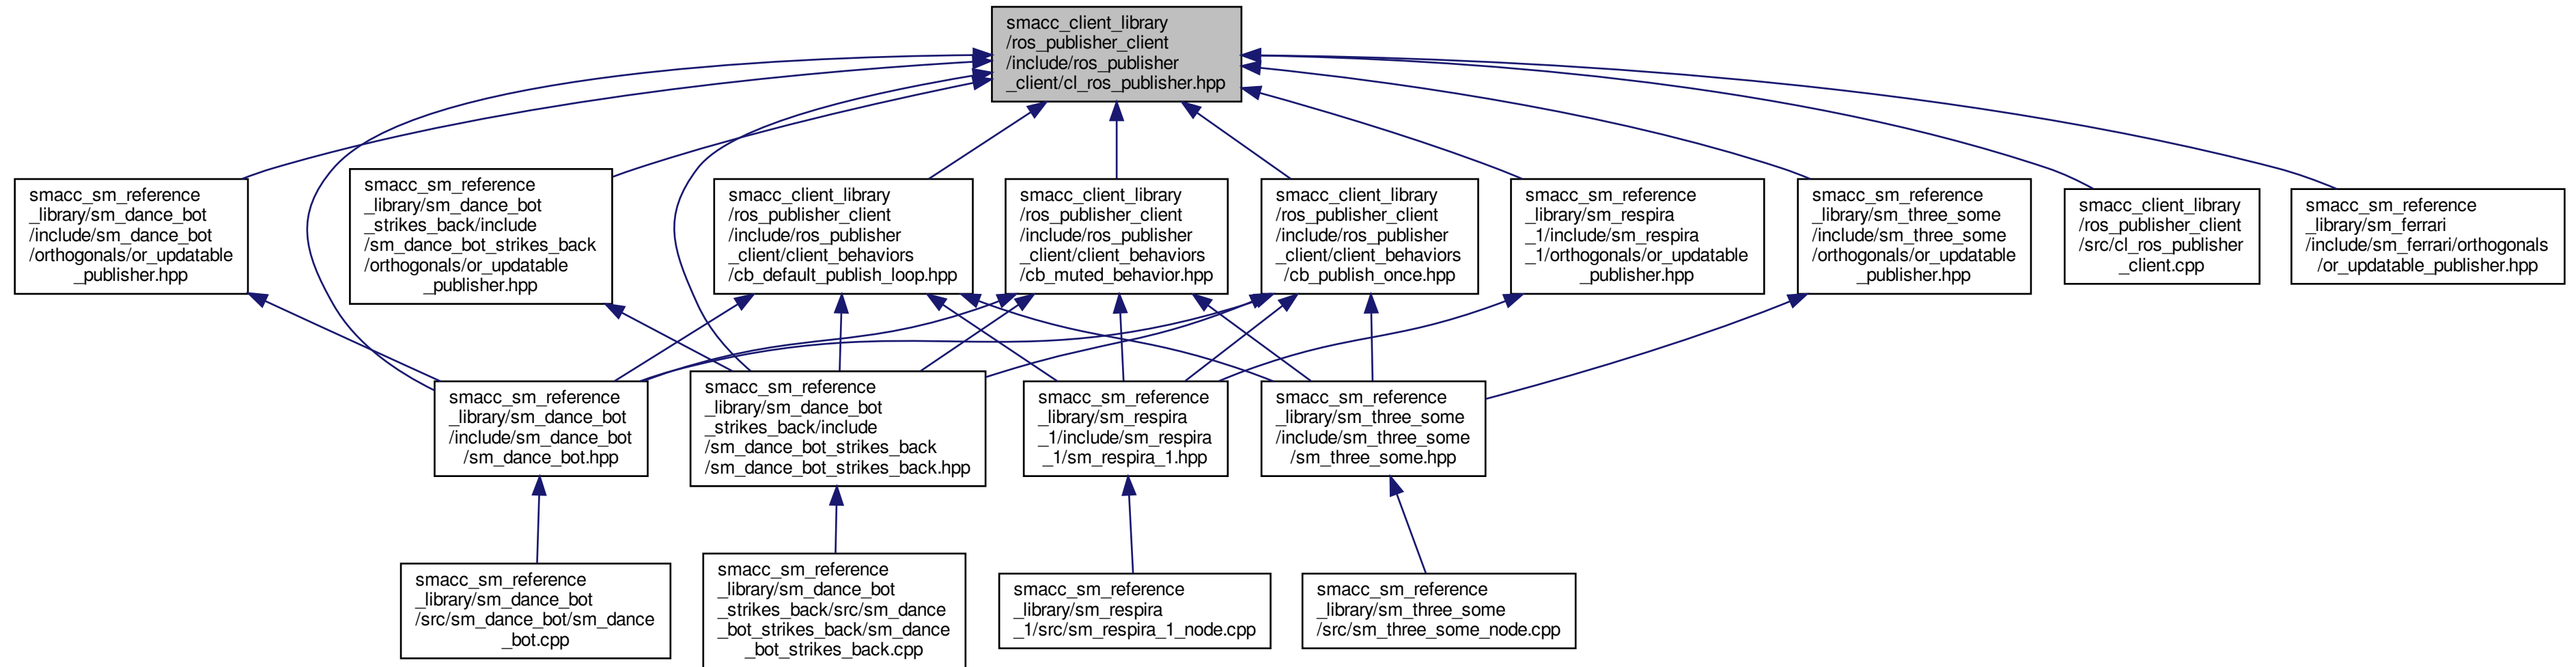 smacc_client_library
/ros_publisher_client
/include/ros_publisher
_client/cl_ros_publisher.hpp
smacc_sm_reference
_library/sm_dance_bot
/include/sm_dance_bot
/orthogonals/or_updatable
_publisher.hpp
smacc_sm_reference
_library/sm_dance_bot
_strikes_back/include
/sm_dance_bot_strikes_back
/orthogonals/or_updatable
_publisher.hpp
smacc_client_library
/ros_publisher_client
/include/ros_publisher
_client/client_behaviors
/cb_default_publish_loop.hpp
smacc_client_library
/ros_publisher_client
/include/ros_publisher
_client/client_behaviors
/cb_muted_behavior.hpp
smacc_client_library
/ros_publisher_client
/include/ros_publisher
_client/client_behaviors
/cb_publish_once.hpp
smacc_sm_reference
_library/sm_respira
_1/include/sm_respira
_1/orthogonals/or_updatable
_publisher.hpp
smacc_sm_reference
_library/sm_three_some
/include/sm_three_some
/orthogonals/or_updatable
_publisher.hpp
smacc_client_library
/ros_publisher_client
/src/cl_ros_publisher
_client.cpp
smacc_sm_reference
_library/sm_ferrari
/include/sm_ferrari/orthogonals
/or_updatable_publisher.hpp
smacc_sm_reference
_library/sm_dance_bot
/include/sm_dance_bot
/sm_dance_bot.hpp
smacc_sm_reference
_library/sm_dance_bot
_strikes_back/include
/sm_dance_bot_strikes_back
/sm_dance_bot_strikes_back.hpp
smacc_sm_reference
_library/sm_respira
_1/include/sm_respira
_1/sm_respira_1.hpp
smacc_sm_reference
_library/sm_three_some
/include/sm_three_some
/sm_three_some.hpp
smacc_sm_reference
_library/sm_dance_bot
/src/sm_dance_bot/sm_dance
_bot.cpp
smacc_sm_reference
_library/sm_dance_bot
_strikes_back/src/sm_dance
_bot_strikes_back/sm_dance
_bot_strikes_back.cpp
smacc_sm_reference
_library/sm_respira
_1/src/sm_respira_1_node.cpp
smacc_sm_reference
_library/sm_three_some
/src/sm_three_some_node.cpp